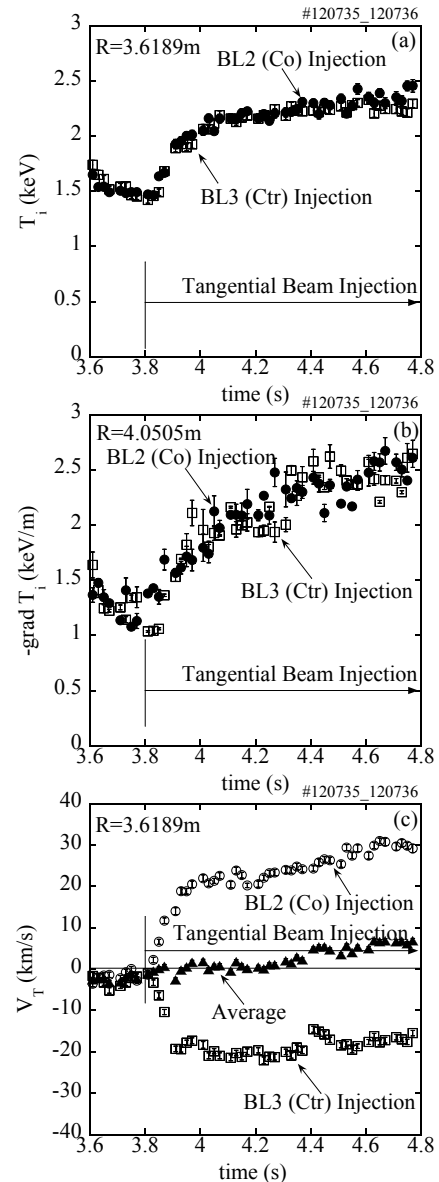 #120735_120736
(a)
R=3.6189m
BL2 (Co) Injection
BL3 (Ctr) Injection
Tangential Beam Injection
T_i (keV)
3
2.5
2
1.5
1
0.5
0
3.6 3.8 4 4.2 4.4 4.6 4.8
time (s)
#120735_120736
(b)
R=4.0505m
BL2 (Co) Injection
BL3 (Ctr) Injection
Tangential Beam Injection
-grad T_i (keV/m)
3
2.5
2
1.5
1
0.5
0
3.6 3.8 4 4.2 4.4 4.6 4.8
time (s)
#120735_120736
(c)
R=3.6189m
BL2 (Co) Injection
Tangential Beam Injection
Average
BL3 (Ctr) Injection
V_T (km/s)
40
30
20
10
0
-10
-20
-30
-40
3.6 3.8 4 4.2 4.4 4.6 4.8
time (s)